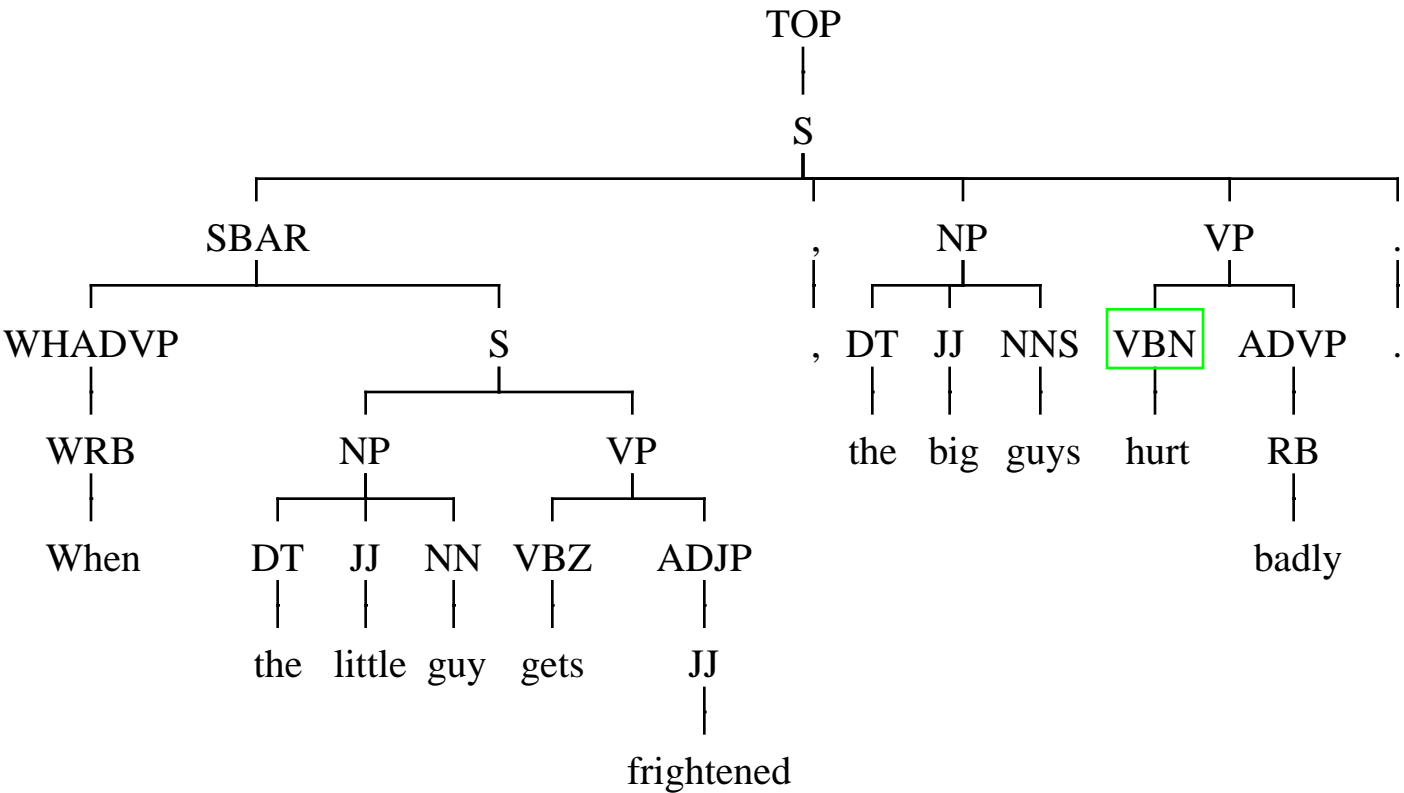 TOP
S
SBAR , NP VP .
WHADVP S , DT JJ NNS VBN ADVP .
WRB NP VP the big guys hurt RB
When DT JJ NN VBZ ADJP badly
the little guy gets JJ
frightened